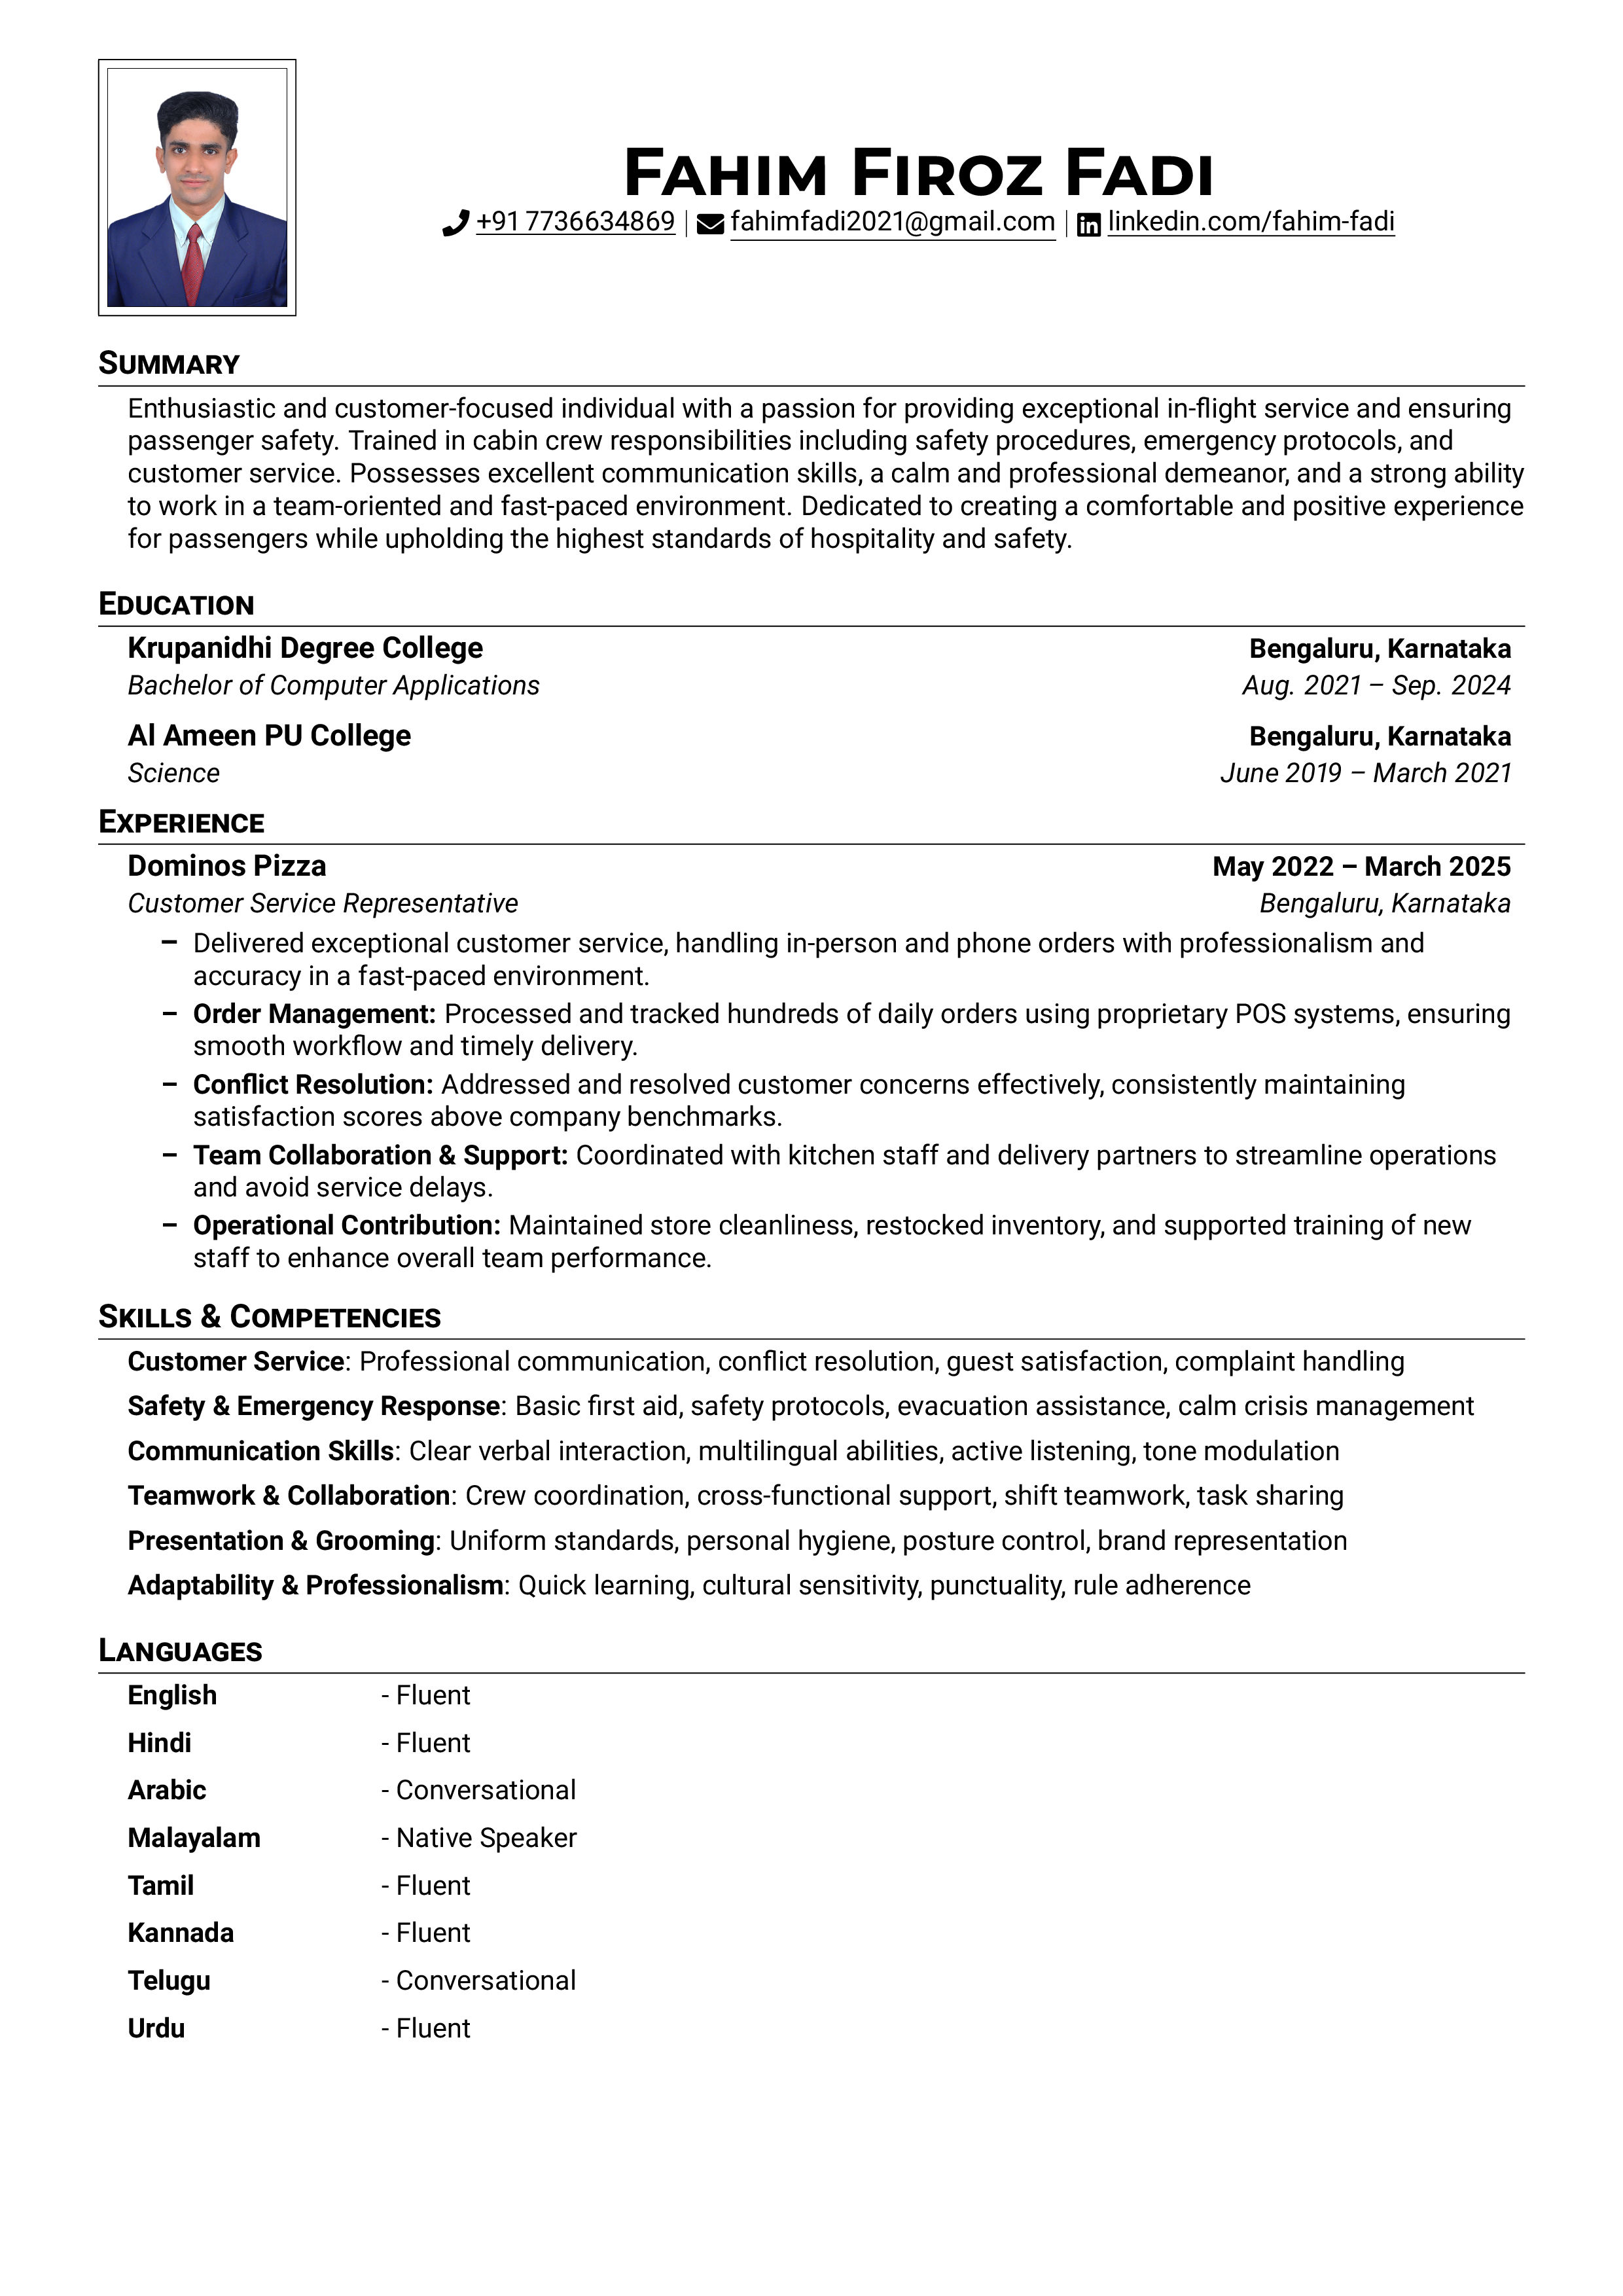 Fahim Firoz Fadi
+91 7736634869 | fahimfadi2021@gmail.com | linkedin.com/fahim-fadi
Summary
Enthusiastic and customer-focused individual with a passion for providing exceptional in-flight service and ensuring
passenger safety. Trained in cabin crew responsibilities including safety procedures, emergency protocols, and
customer service. Possesses excellent communication skills, a calm and professional demeanor, and a strong ability
to work in a team-oriented and fast-paced environment. Dedicated to creating a comfortable and positive experience
for passengers while upholding the highest standards of hospitality and safety.
Education
Krupanidhi Degree College Bengaluru, Karnataka
Bachelor of Computer Applications Aug. 2021 – Sep. 2024
Al Ameen PU College Bengaluru, Karnataka
Science June 2019 – March 2021
Experience
Dominos Pizza May 2022 – March 2025
Customer Service Representative Bengaluru, Karnataka
– Delivered exceptional customer service, handling in-person and phone orders with professionalism and
accuracy in a fast-paced environment.
– Order Management: Processed and tracked hundreds of daily orders using proprietary POS systems, ensuring
smooth workflow and timely delivery.
– Conflict Resolution: Addressed and resolved customer concerns effectively, consistently maintaining
satisfaction scores above company benchmarks.
– Team Collaboration & Support: Coordinated with kitchen staff and delivery partners to streamline operations
and avoid service delays.
– Operational Contribution: Maintained store cleanliness, restocked inventory, and supported training of new
staff to enhance overall team performance.
Skills & Competencies
Customer Service: Professional communication, conflict resolution, guest satisfaction, complaint handling
Safety & Emergency Response: Basic first aid, safety protocols, evacuation assistance, calm crisis management
Communication Skills: Clear verbal interaction, multilingual abilities, active listening, tone modulation
Teamwork & Collaboration: Crew coordination, cross-functional support, shift teamwork, task sharing
Presentation & Grooming: Uniform standards, personal hygiene, posture control, brand representation
Adaptability & Professionalism: Quick learning, cultural sensitivity, punctuality, rule adherence
Languages
English - Fluent
Hindi - Fluent
Arabic - Conversational
Malayalam - Native Speaker
Tamil - Fluent
Kannada - Fluent
Telugu - Conversational
Urdu - Fluent